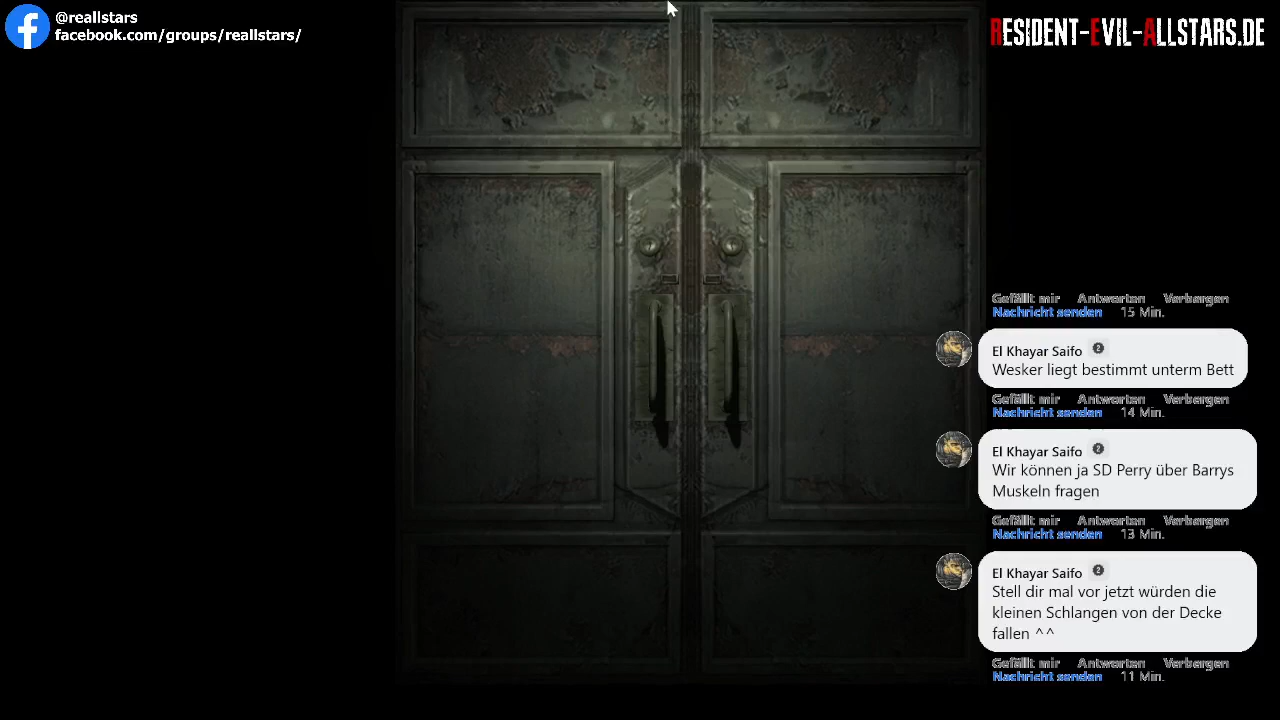 @reallstars
facebook.com/groups/reallstars/
RESIDENT-EVIL-ALLSTARS.DE
Gefällt mir Antworten Verbergen
Nachricht senden 15 Min.
El Khayar Saifo 2
Wesker liegt bestimmt unterm Bett
Gefällt mir Antworten Verbergen
Nachricht senden 14 Min.
El Khayar Saifo 2
Wir können ja SD Perry über Barrys
Muskeln fragen
Gefällt mir Antworten Verbergen
Nachricht senden 13 Min.
El Khayar Saifo 2
Stell dir mal vor jetzt würden die
kleinen Schlangen von der Decke
fallen ^^
Gefällt mir Antworten Verbergen
Nachricht senden 11 Min.